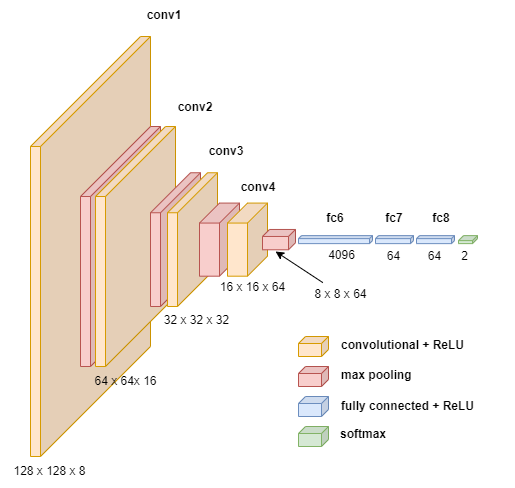 conv1
conv2
conv3
conv4
fc6
fc7
fc8
4096
64
64
2
16 x 16 x 64
8 x 8 x 64
32 x 32 x 32
64 x 64x 16
128 x 128 x 8
convolutional + ReLU
max pooling
fully connected + ReLU
softmax